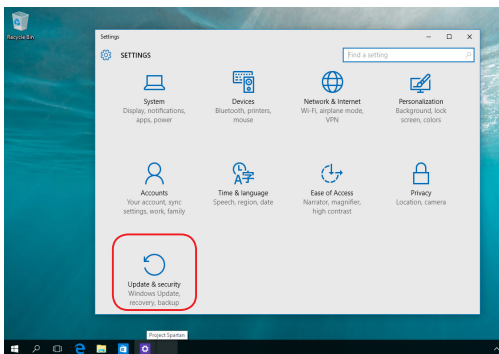 Recycle Bin
Settings
SETTINGS
Find a setting
System
Display, notifications,
apps, power
Devices
Bluetooth, printers,
mouse
Network & Internet
Wi-Fi, airplane mode,
VPN
Personalization
Background, lock
screen, colors
Accounts
Your account, sync
settings, work, family
Time & language
Speech, region, date
Ease of Access
Narrator, magnifier,
high contrast
Privacy
Location, camera
Update & security
Windows Update,
recovery, backup
Project Spartan